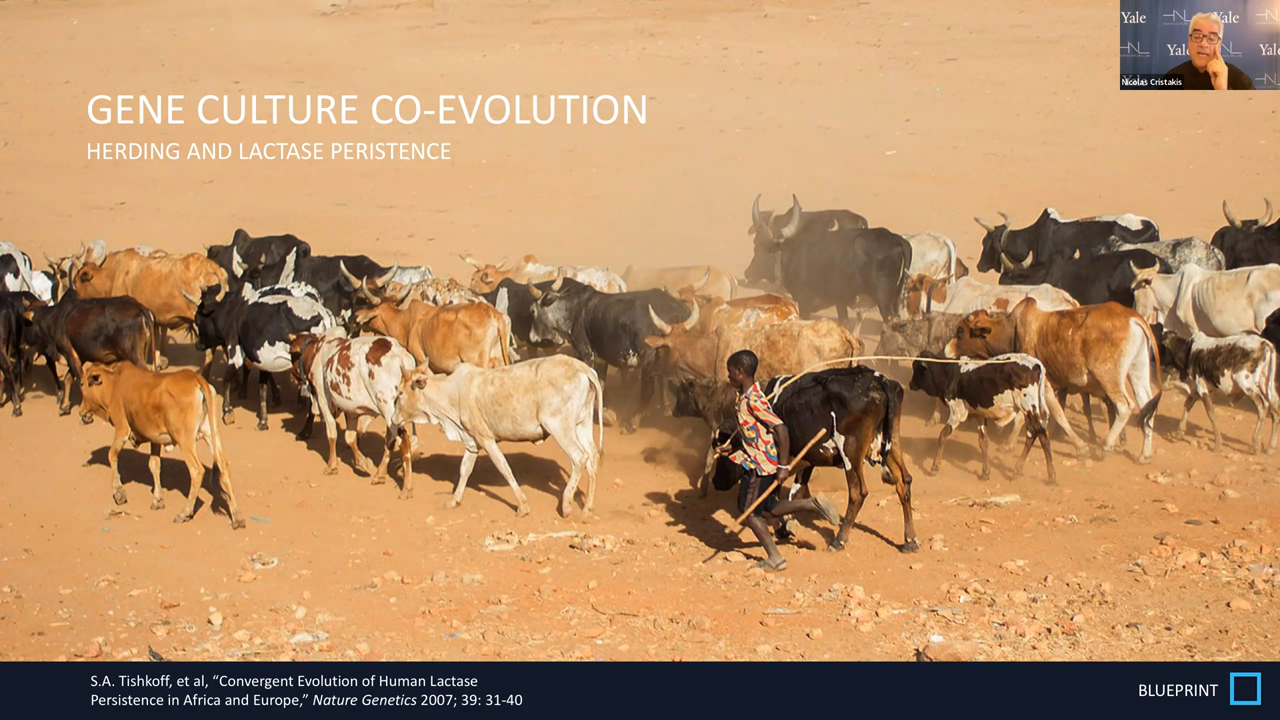 GENE CULTURE CO-EVOLUTION
HERDING AND LACTASE PERISTENCE
Yale
Yale
Yale
Nicolas Cristakis
S.A. Tishkoff, et al, “Convergent Evolution of Human Lactase
Persistence in Africa and Europe,” Nature Genetics 2007; 39: 31-40
BLUEPRINT